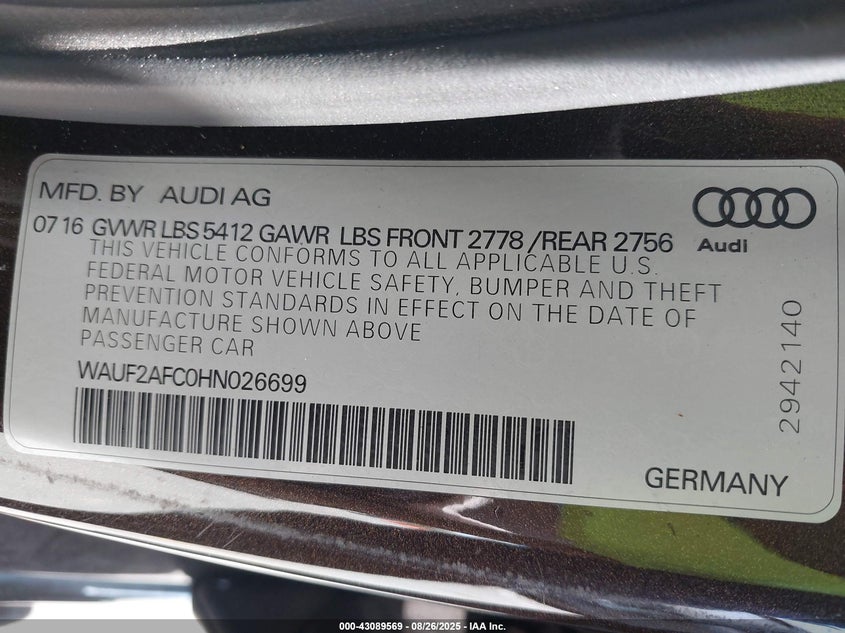 MFD. BY AUDI AG
07 16 GVWR LBS 5412 GAWR LBS FRONT 2778 /REAR 2756
Audi
THIS VEHICLE CONFORMS TO ALL APPLICABLE U.S.
FEDERAL MOTOR VEHICLE SAFETY, BUMPER AND THEFT
PREVENTION STANDARDS IN EFFECT ON THE DATE OF
MANUFACTURE SHOWN ABOVE
PASSENGER CAR
WAUF2AFC0HN026699
2942140
GERMANY
000-43089569 - 08/26/2025 - IAA Inc.